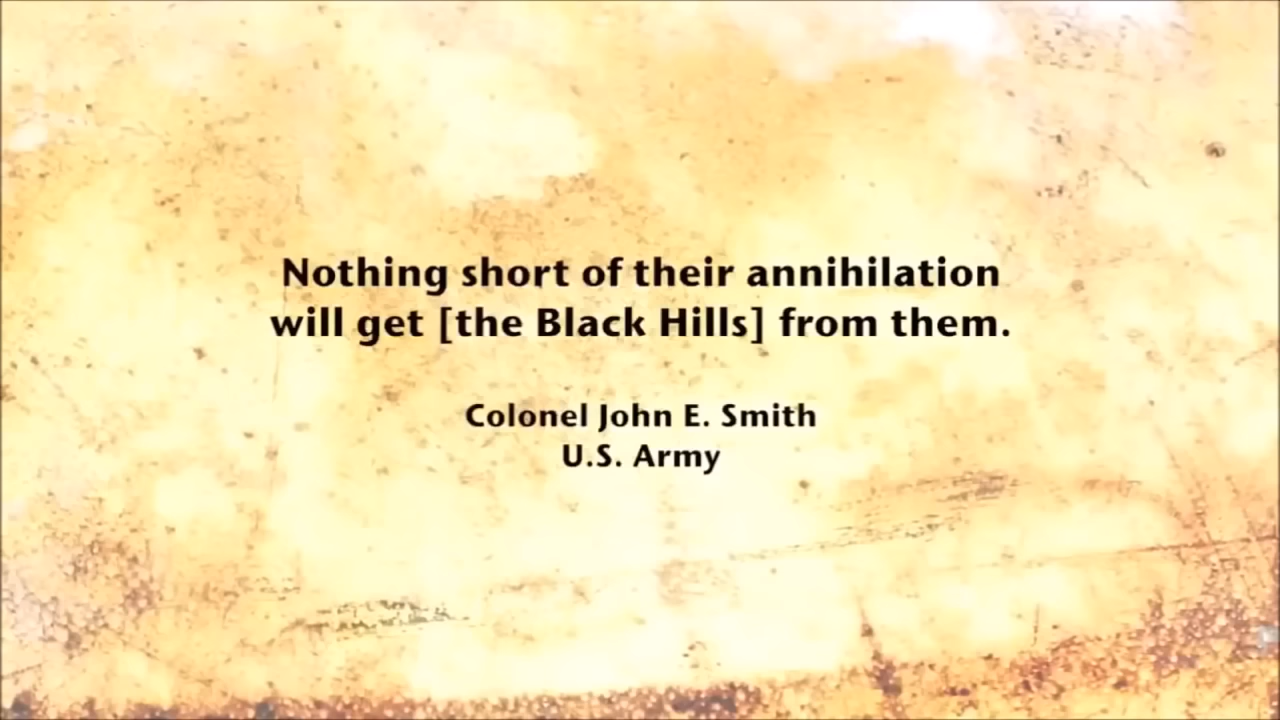 Nothing short of their annihilation
will get [the Black Hills] from them.
Colonel John E. Smith
U.S. Army